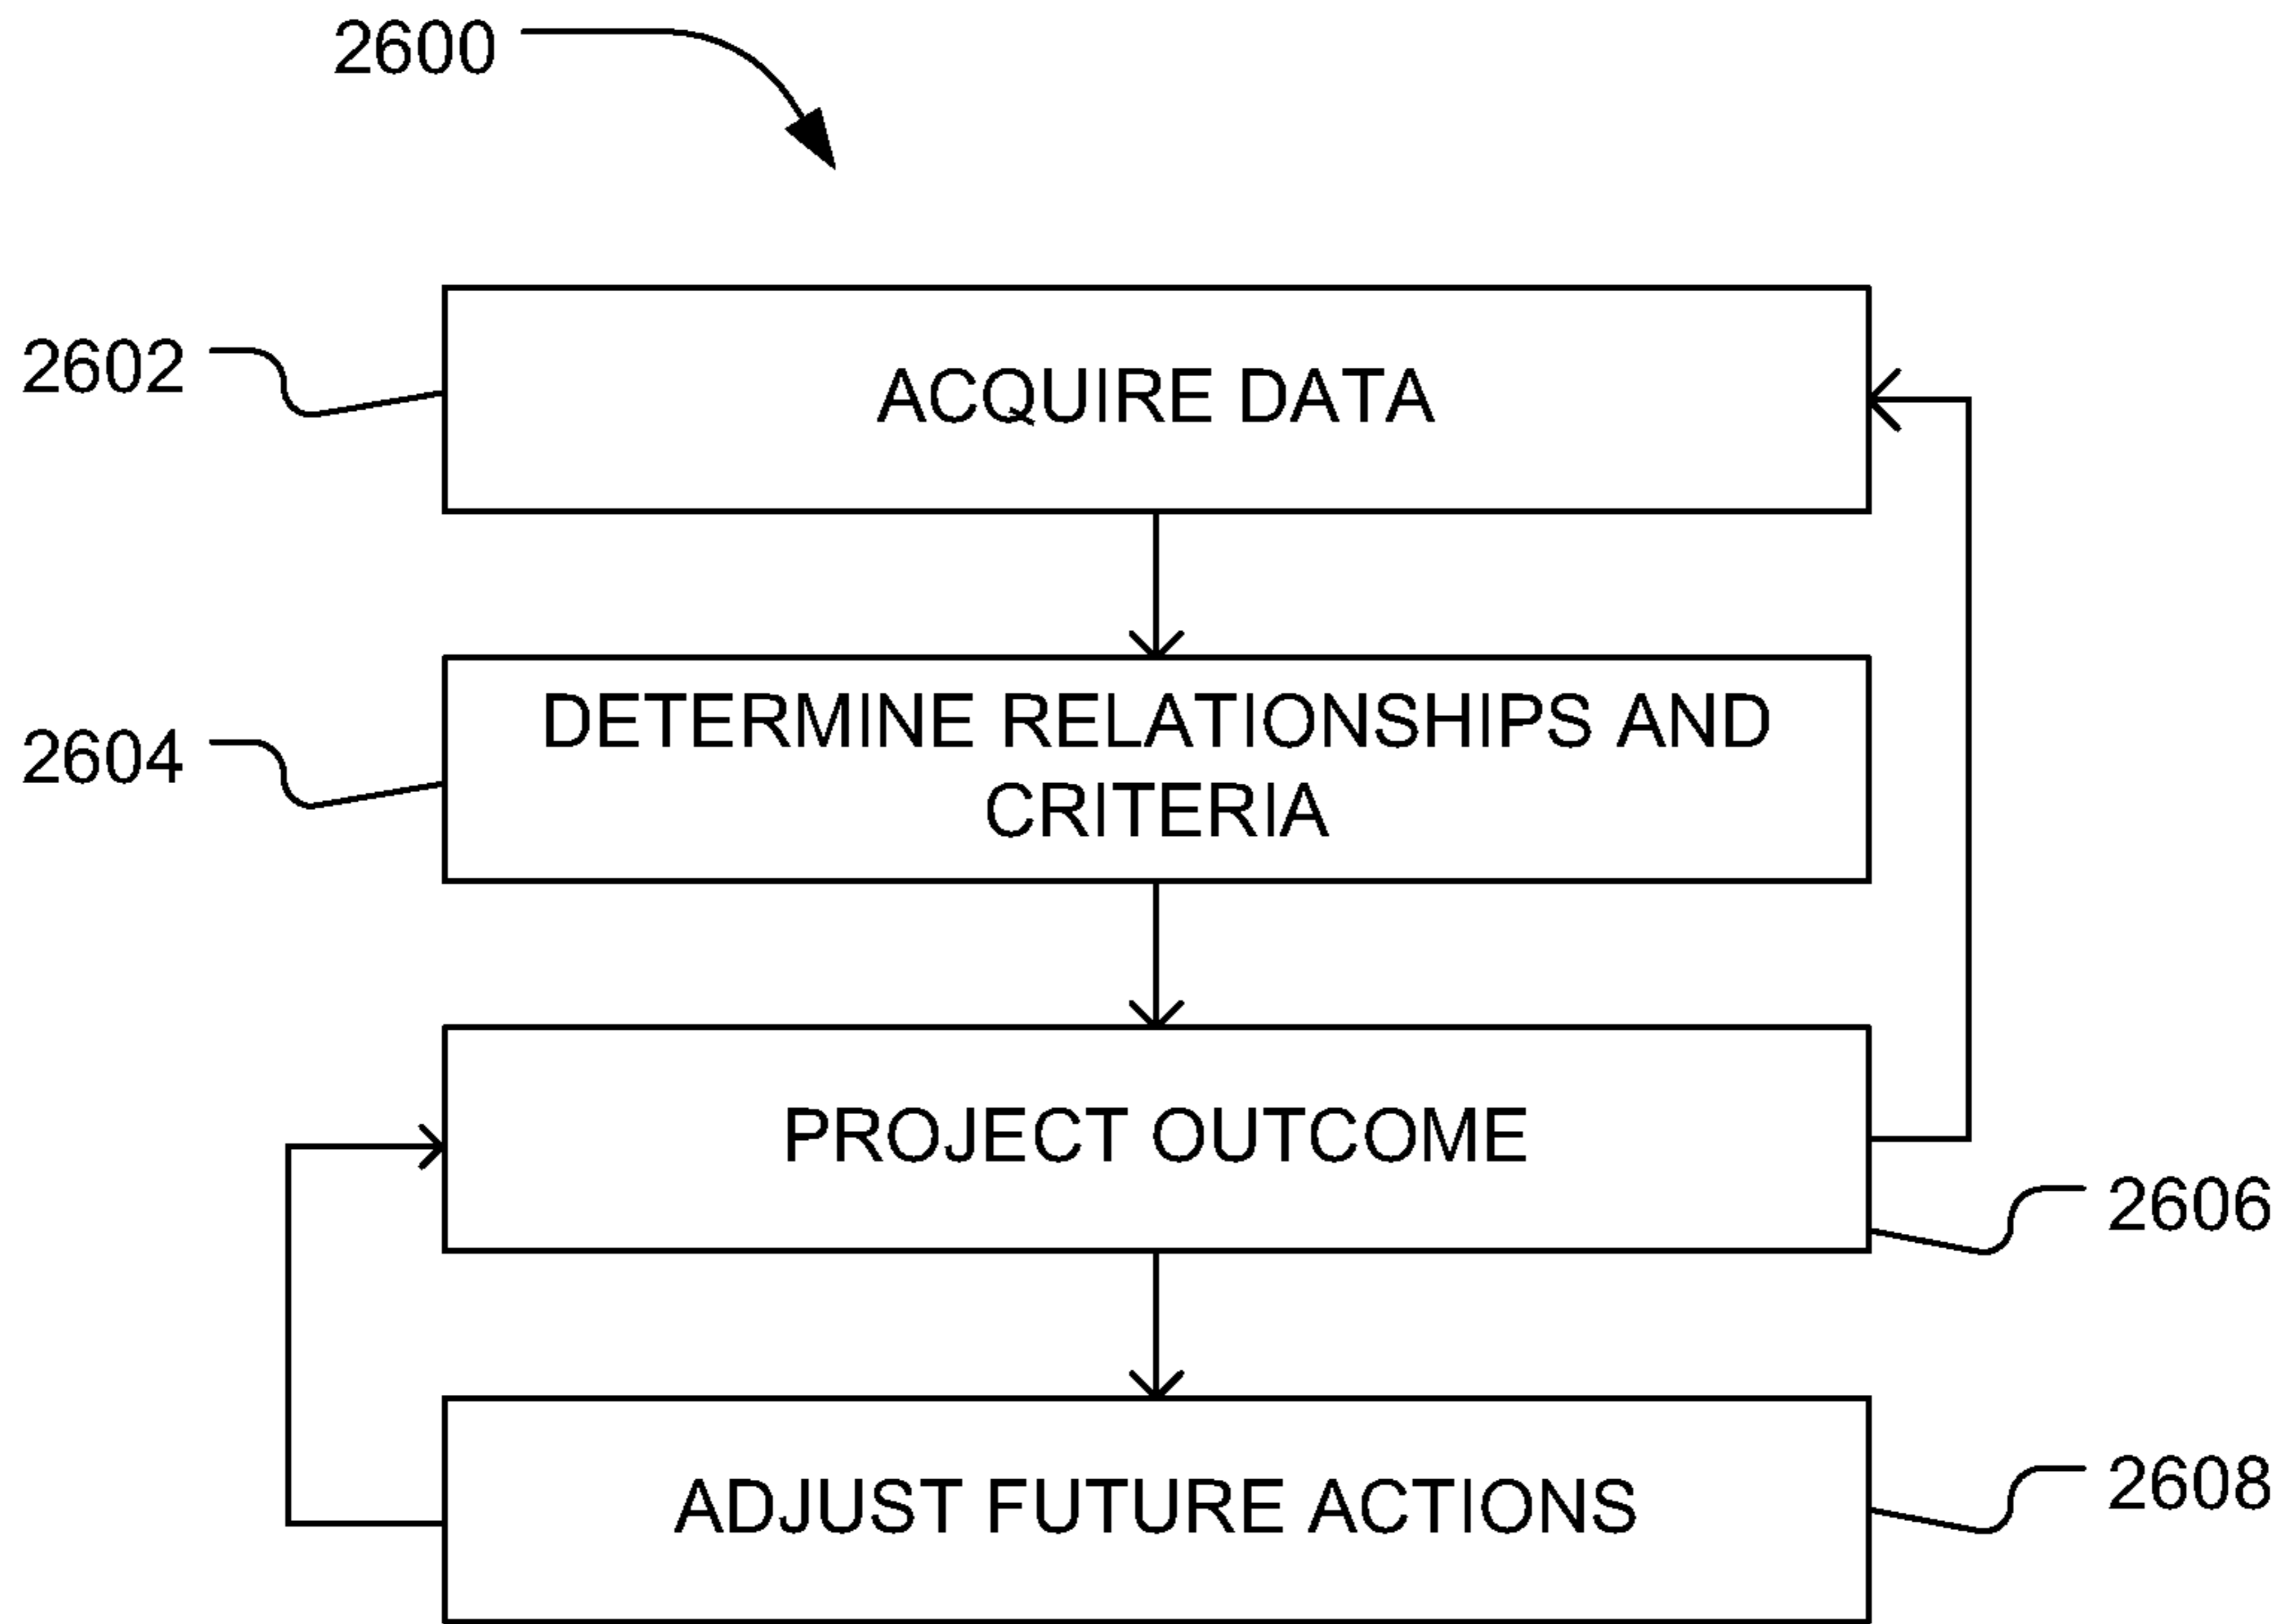 2600
2602
ACQUIRE DATA
2604
DETERMINE RELATIONSHIPS AND
CRITERIA
PROJECT OUTCOME
2606
ADJUST FUTURE ACTIONS
2608